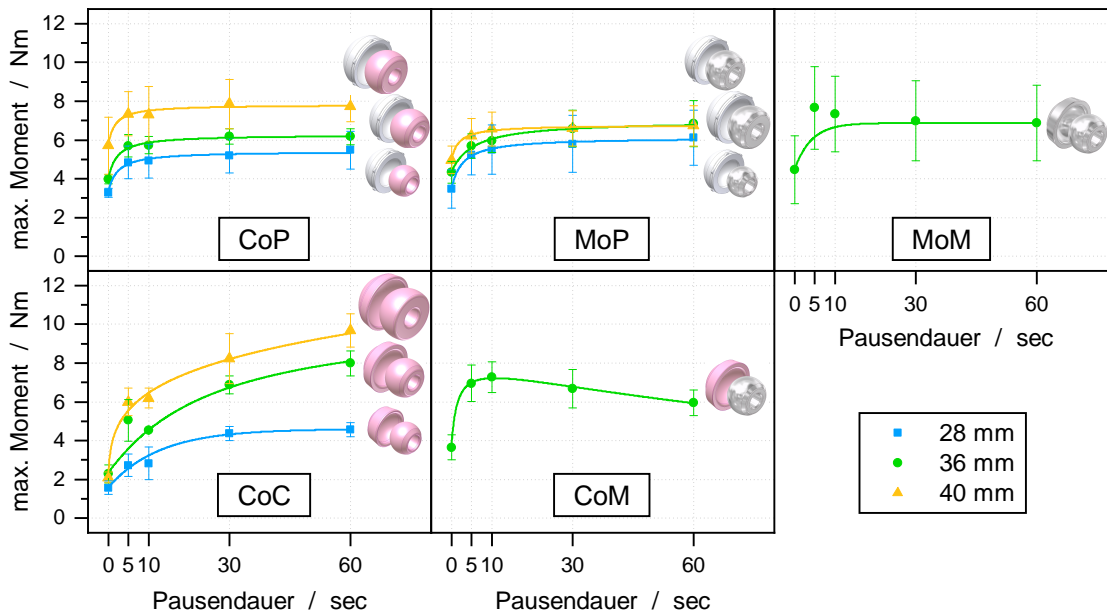 max. Moment / Nm
12
10
8
6
4
2
0
CoP
MoP
MoM
0 5 10 30 60
Pausendauer / sec
max. Moment / Nm
12
10
8
6
4
2
0
CoC
CoM
28 mm
36 mm
40 mm
0 5 10 30 60
0 5 10 30 60
Pausendauer / sec
Pausendauer / sec